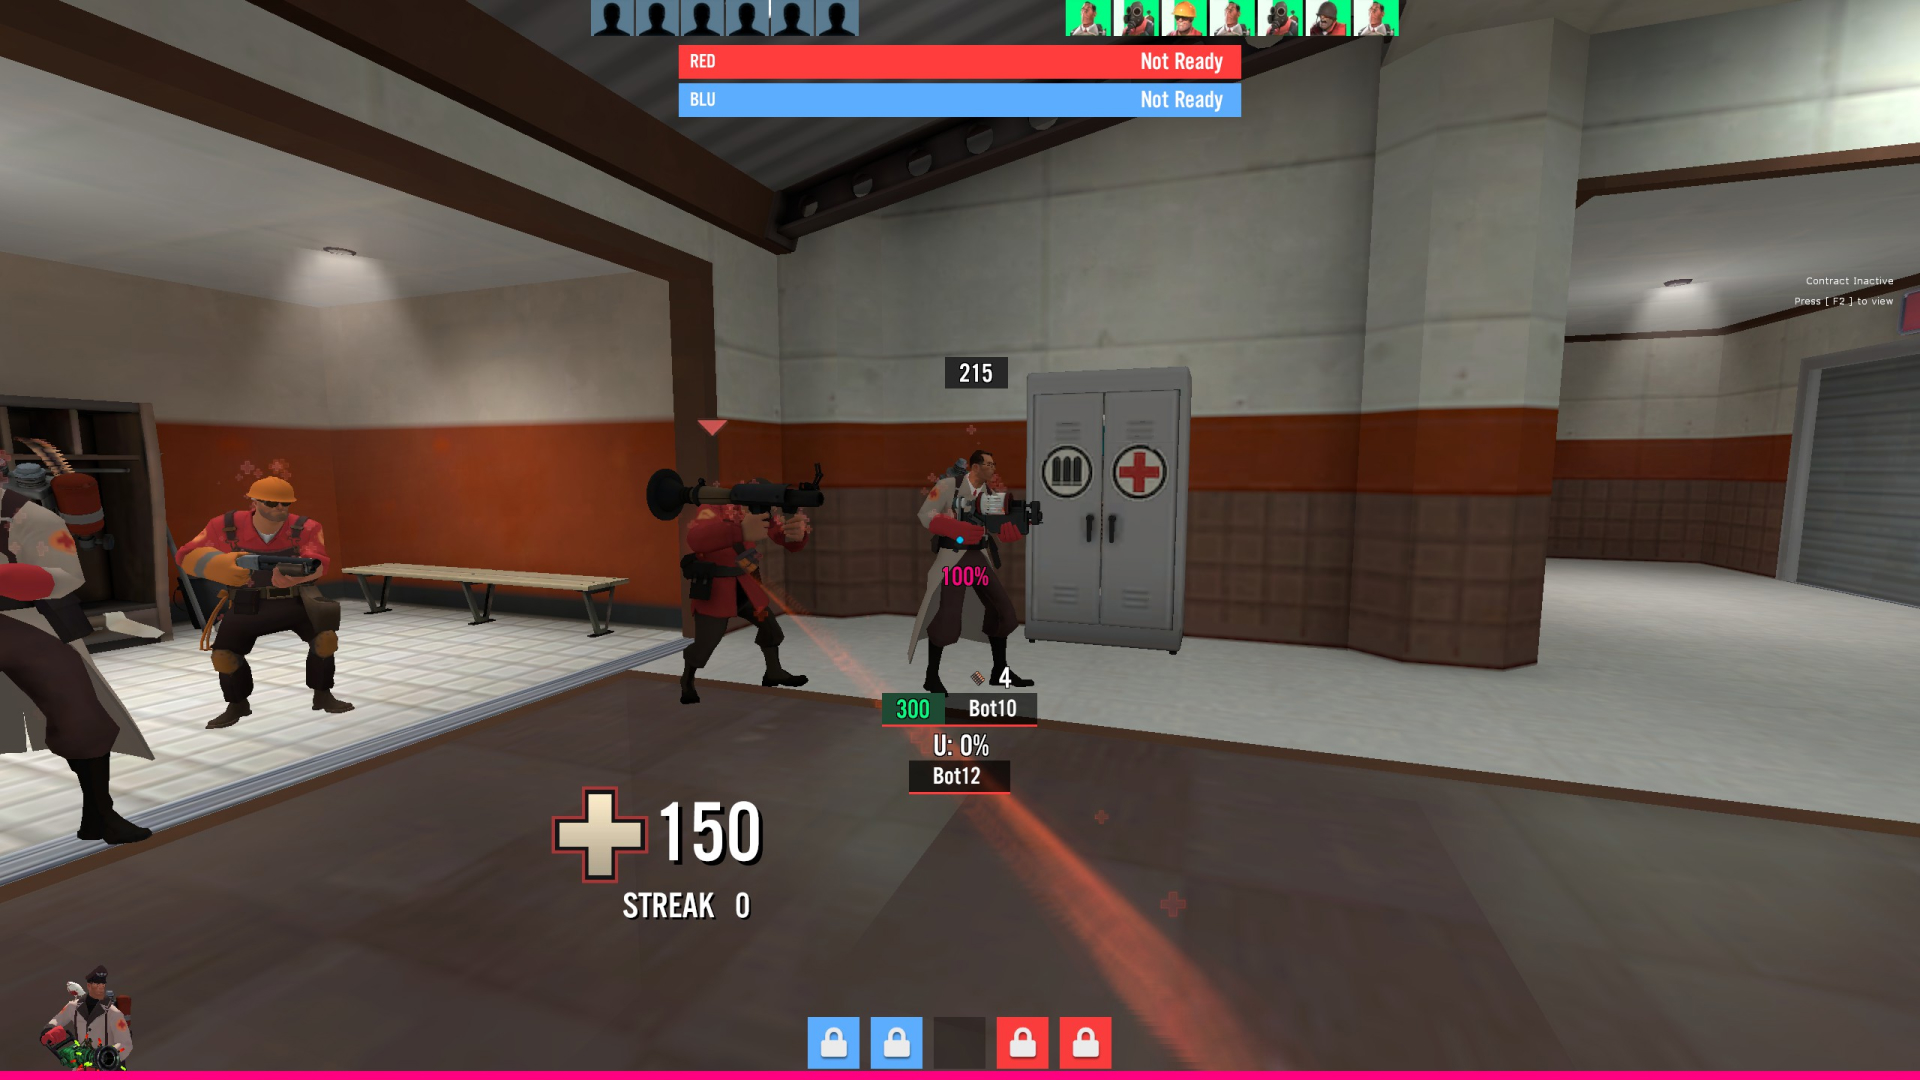 RED Not Ready
BLU Not Ready
Contract Inactive
Press [ F2 ] to view
215
100%
4
300 Bot10
U: 0%
Bot12
150
STREAK 0